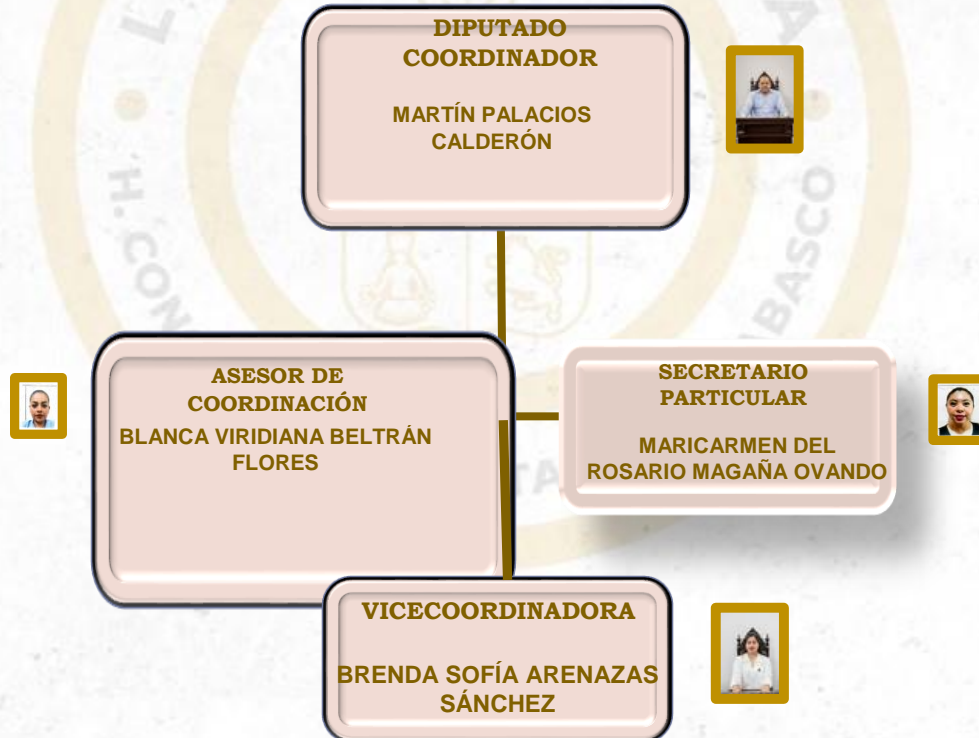 DIPUTADO
COORDINADOR
MARTÍN PALACIOS
CALDERÓN
ASESOR DE
COORDINACIÓN
BLANCA VIRIDIANA BELTRÁN
FLORES
SECRETARIO
PARTICULAR
MARICARMEN DEL
ROSARIO MAGAÑA OVANDO
VICECOORDINADORA
BRENDA SOFÍA ARENAZAS
SÁNCHEZ